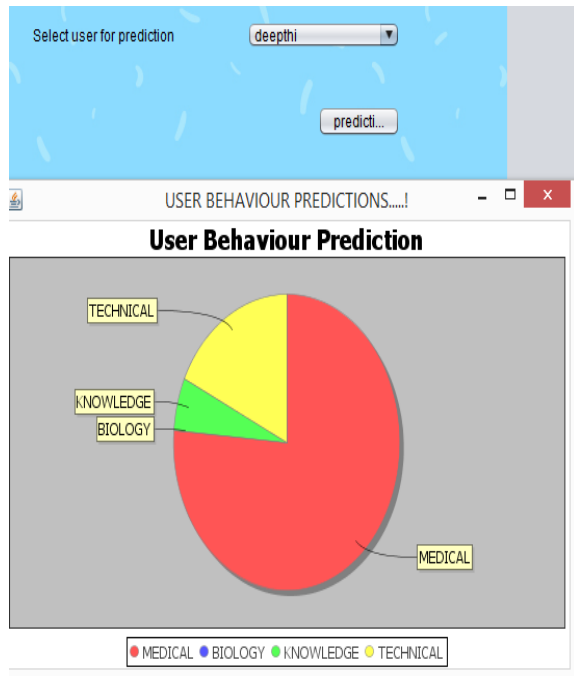 Select user for prediction deepthi
predicti...
USER BEHAVIOUR PREDICTIONS.....!
User Behaviour Prediction
TECHNICAL
KNOWLEDGE
BIOLOGY
MEDICAL
MEDICAL BIOLOGY KNOWLEDGE TECHNICAL